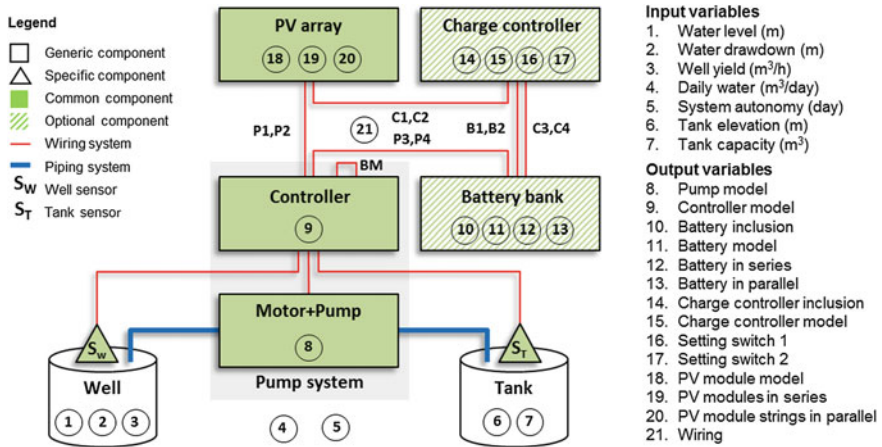 Legend
Generic component
Specific component
Common component
Optional component
Wiring system
Piping system
Sw Well sensor
ST Tank sensor
PV array
18 19 20
Charge controller
14 15 16 17
P1,P2
21
C1,C2
P3,P4
B1,B2
C3,C4
BM
Controller
9
Battery bank
10 11 12 13
Motor+Pump
8
Pump system
Sw
Well
1 2 3
4 5
ST
Tank
6 7
Input variables
1. Water level (m)
2. Water drawdown (m)
3. Well yield (m³/h)
4. Daily water (m³/day)
5. System autonomy (day)
6. Tank elevation (m)
7. Tank capacity (m³)
Output variables
8. Pump model
9. Controller model
10. Battery inclusion
11. Battery model
12. Battery in series
13. Battery in parallel
14. Charge controller inclusion
15. Charge controller model
16. Setting switch 1
17. Setting switch 2
18. PV module model
19. PV modules in series
20. PV module strings in parallel
21. Wiring